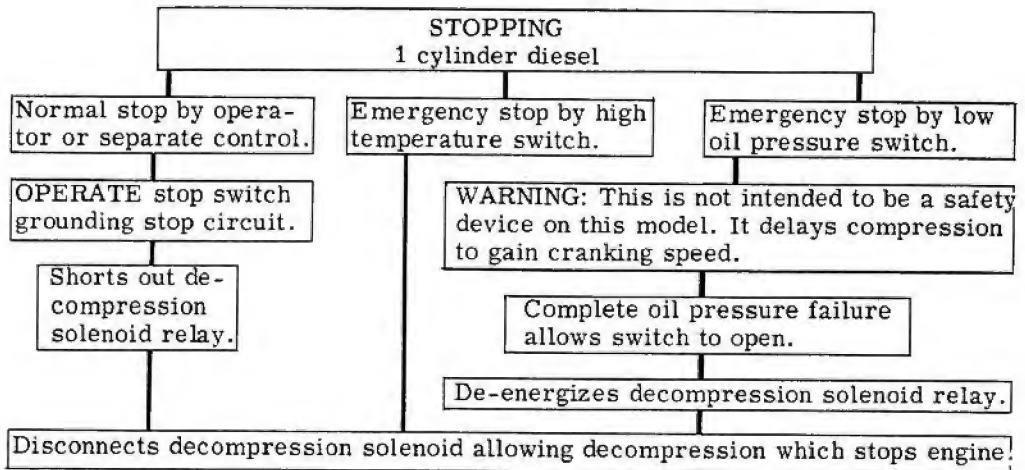 STOPPING
1 cylinder diesel
Normal stop by opera-
tor or separate control.
Emergency stop by high
temperature switch.
Emergency stop by low
oil pressure switch.
OPERATE stop switch
grounding stop circuit.
WARNING: This is not intended to be a safety
device on this model. It delays compression
to gain cranking speed.
Shorts out de-
compression
solenoid relay.
Complete oil pressure failure
allows switch to open.
De-energizes decompression solenoid relay.
Disconnects decompression solenoid allowing decompression which stops engine.